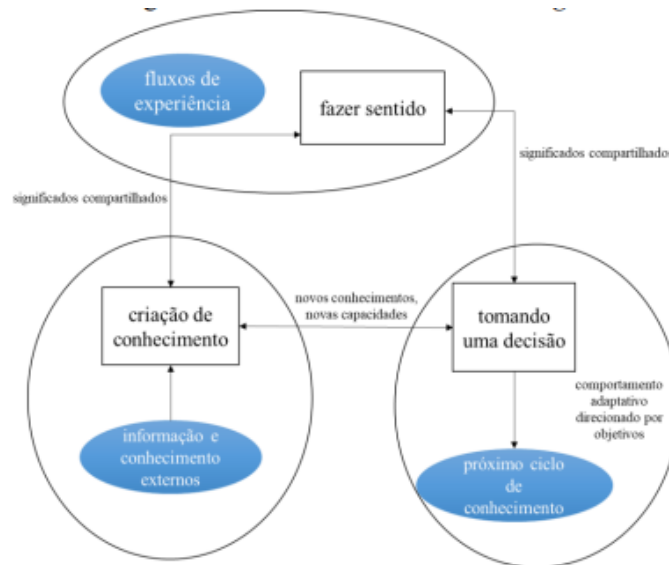 fluxos de
experiência
fazer sentido
significados compartilhados
significados compartilhado
criação de
conhecimento
novos conhecimentos,
novas capacidades
tomando
uma decisão
comportamento
adaptativo
direcionado por
objetivos
informação e
conhecimento
externos
próximo ciclo
de
conhecimento